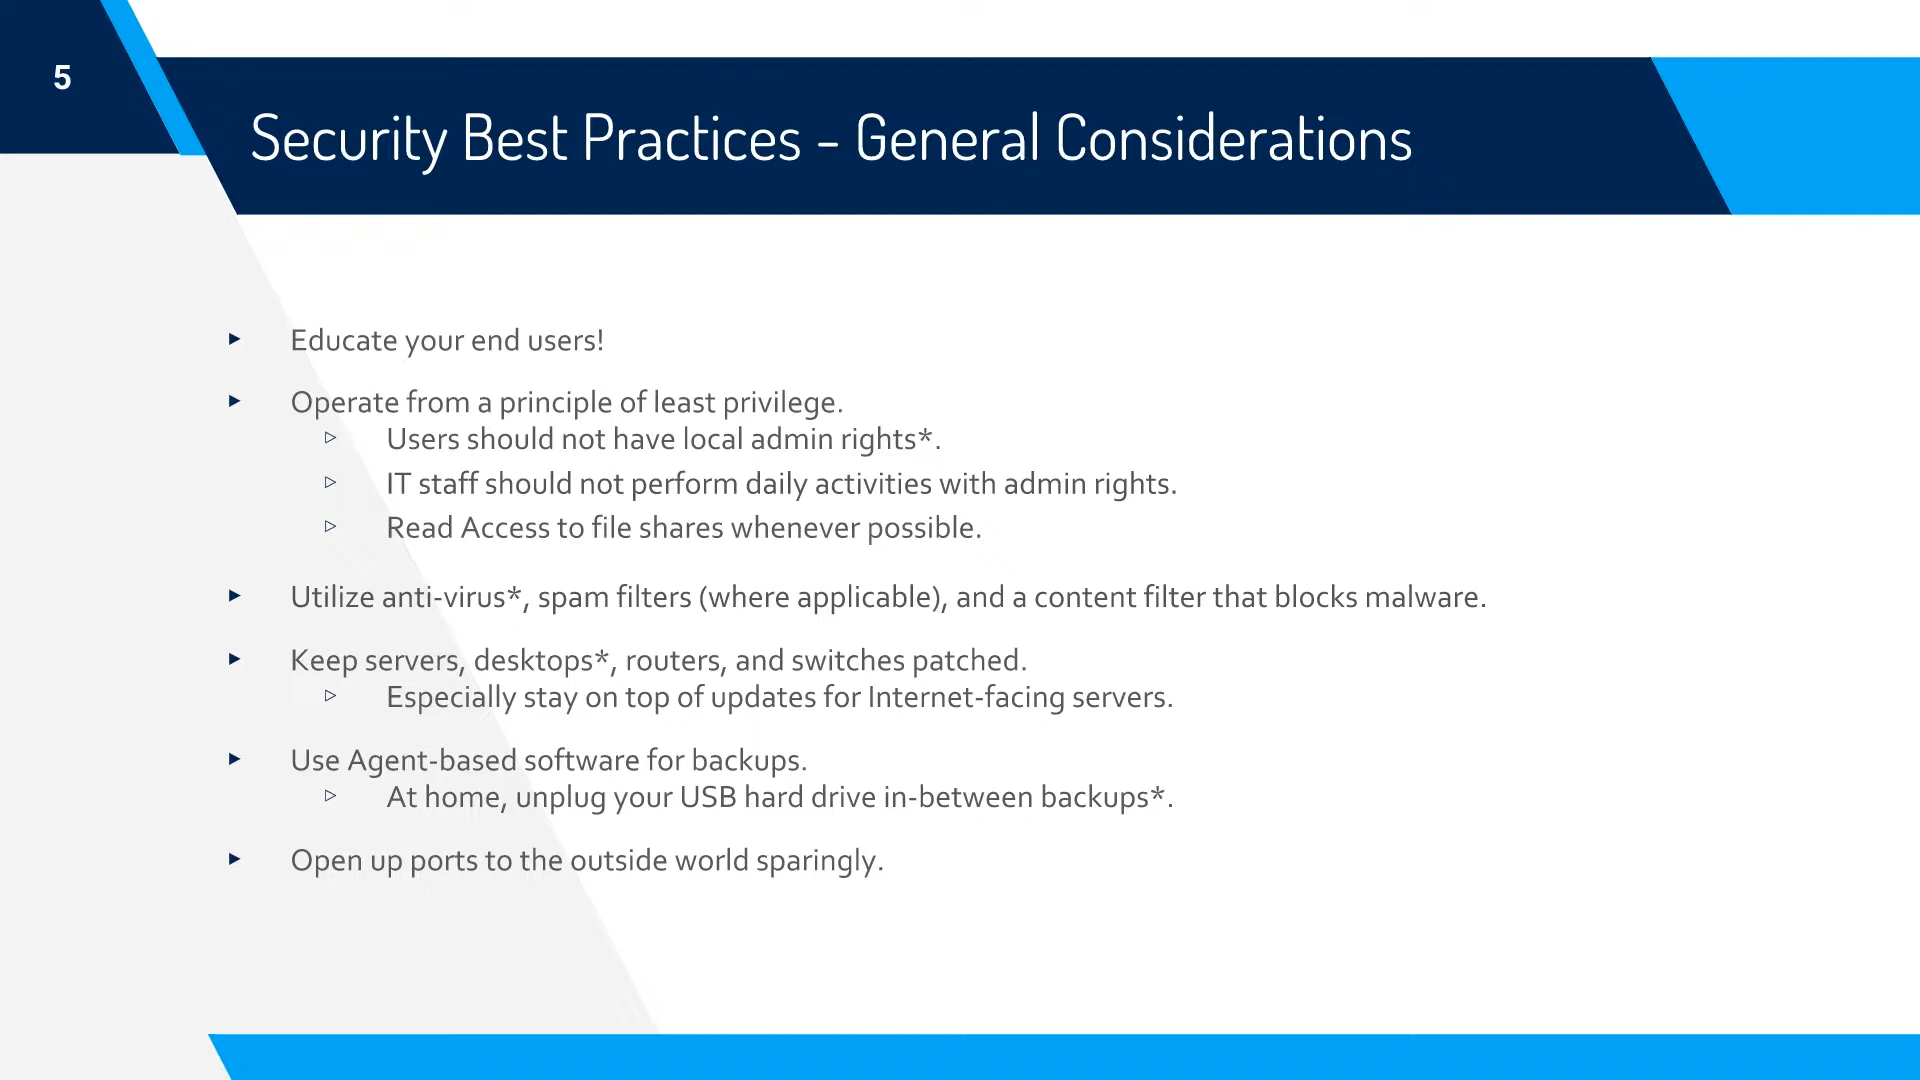 5
Security Best Practices - General Considerations
▸ Educate your end users!
▸ Operate from a principle of least privilege.
▹ Users should not have local admin rights*.
▹ IT staff should not perform daily activities with admin rights.
▹ Read Access to file shares whenever possible.
▸ Utilize anti-virus*, spam filters (where applicable), and a content filter that blocks malware.
▸ Keep servers, desktops*, routers, and switches patched.
▹ Especially stay on top of updates for Internet-facing servers.
▸ Use Agent-based software for backups.
▹ At home, unplug your USB hard drive in-between backups*.
▸ Open up ports to the outside world sparingly.